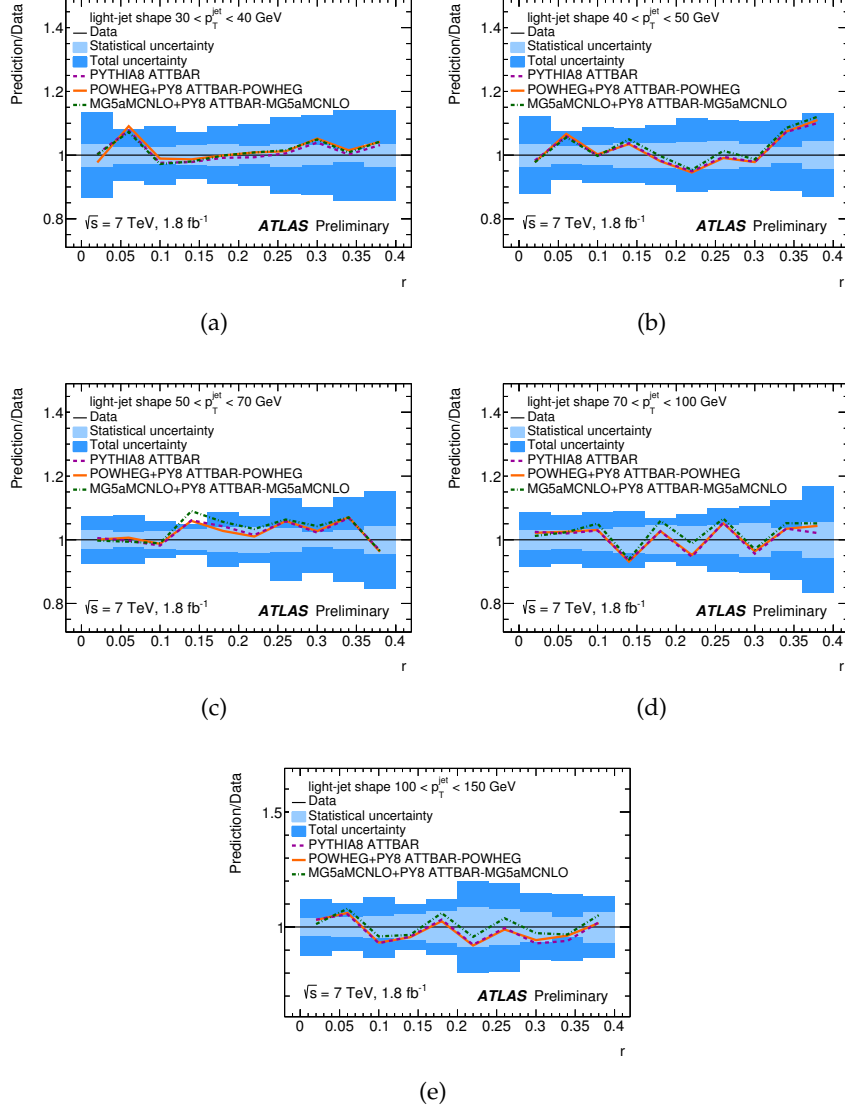 Prediction/Data
light-jet shape 30 < p_T^jet < 40 GeV
Data
Statistical uncertainty
Total uncertainty
PYTHIA8 ATTBAR
POWHEG+PY8 ATTBAR-POWHEG
MG5aMCNLO+PY8 ATTBAR-MG5aMCNLO
1.4
1.2
1
0.8
√s = 7 TeV, 1.8 fb⁻¹
ATLAS Preliminary
0 0.05 0.1 0.15 0.2 0.25 0.3 0.35 0.4
r
(a)
Prediction/Data
light-jet shape 40 < p_T^jet < 50 GeV
Data
Statistical uncertainty
Total uncertainty
PYTHIA8 ATTBAR
POWHEG+PY8 ATTBAR-POWHEG
MG5aMCNLO+PY8 ATTBAR-MG5aMCNLO
1.4
1.2
1
0.8
√s = 7 TeV, 1.8 fb⁻¹
ATLAS Preliminary
0 0.05 0.1 0.15 0.2 0.25 0.3 0.35 0.4
r
(b)
Prediction/Data
light-jet shape 50 < p_T^jet < 70 GeV
Data
Statistical uncertainty
Total uncertainty
PYTHIA8 ATTBAR
POWHEG+PY8 ATTBAR-POWHEG
MG5aMCNLO+PY8 ATTBAR-MG5aMCNLO
1.4
1.2
1
0.8
√s = 7 TeV, 1.8 fb⁻¹
ATLAS Preliminary
0 0.05 0.1 0.15 0.2 0.25 0.3 0.35 0.4
r
(c)
Prediction/Data
light-jet shape 70 < p_T^jet < 100 GeV
Data
Statistical uncertainty
Total uncertainty
PYTHIA8 ATTBAR
POWHEG+PY8 ATTBAR-POWHEG
MG5aMCNLO+PY8 ATTBAR-MG5aMCNLO
1.4
1.2
1
0.8
√s = 7 TeV, 1.8 fb⁻¹
ATLAS Preliminary
0 0.05 0.1 0.15 0.2 0.25 0.3 0.35 0.4
r
(d)
Prediction/Data
light-jet shape 100 < p_T^jet < 150 GeV
Data
Statistical uncertainty
Total uncertainty
PYTHIA8 ATTBAR
POWHEG+PY8 ATTBAR-POWHEG
MG5aMCNLO+PY8 ATTBAR-MG5aMCNLO
1.5
1
√s = 7 TeV, 1.8 fb⁻¹
ATLAS Preliminary
0 0.05 0.1 0.15 0.2 0.25 0.3 0.35 0.4
r
(e)